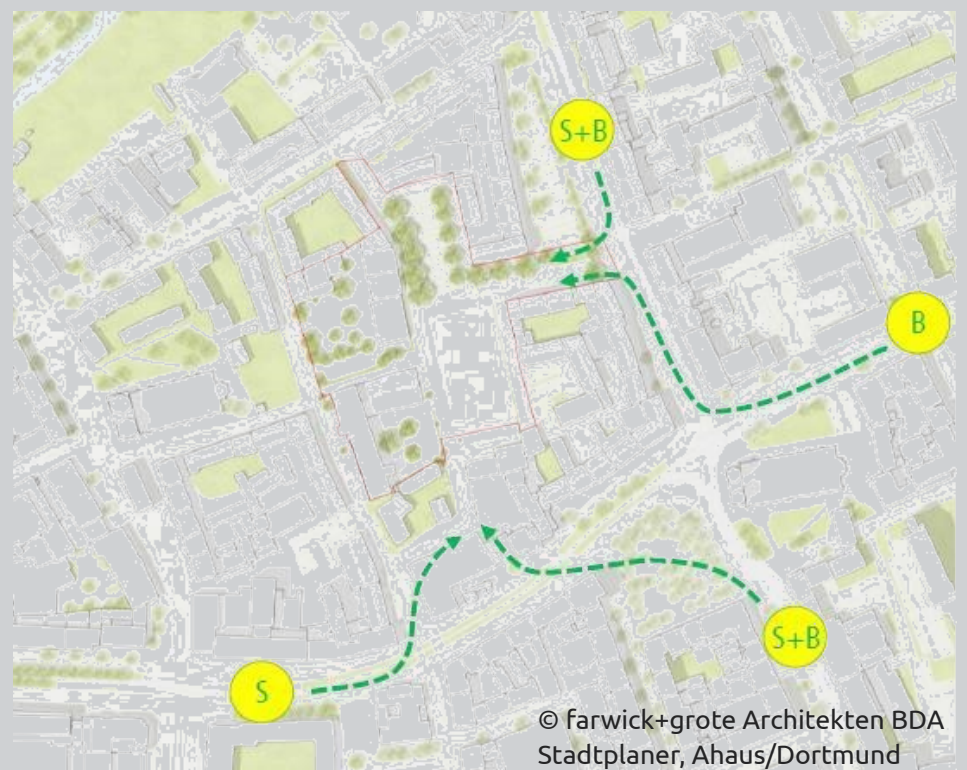 S+B
B
S+B
S
© farwick+grote Architekten BDA
Stadtplaner, Ahaus/Dortmund